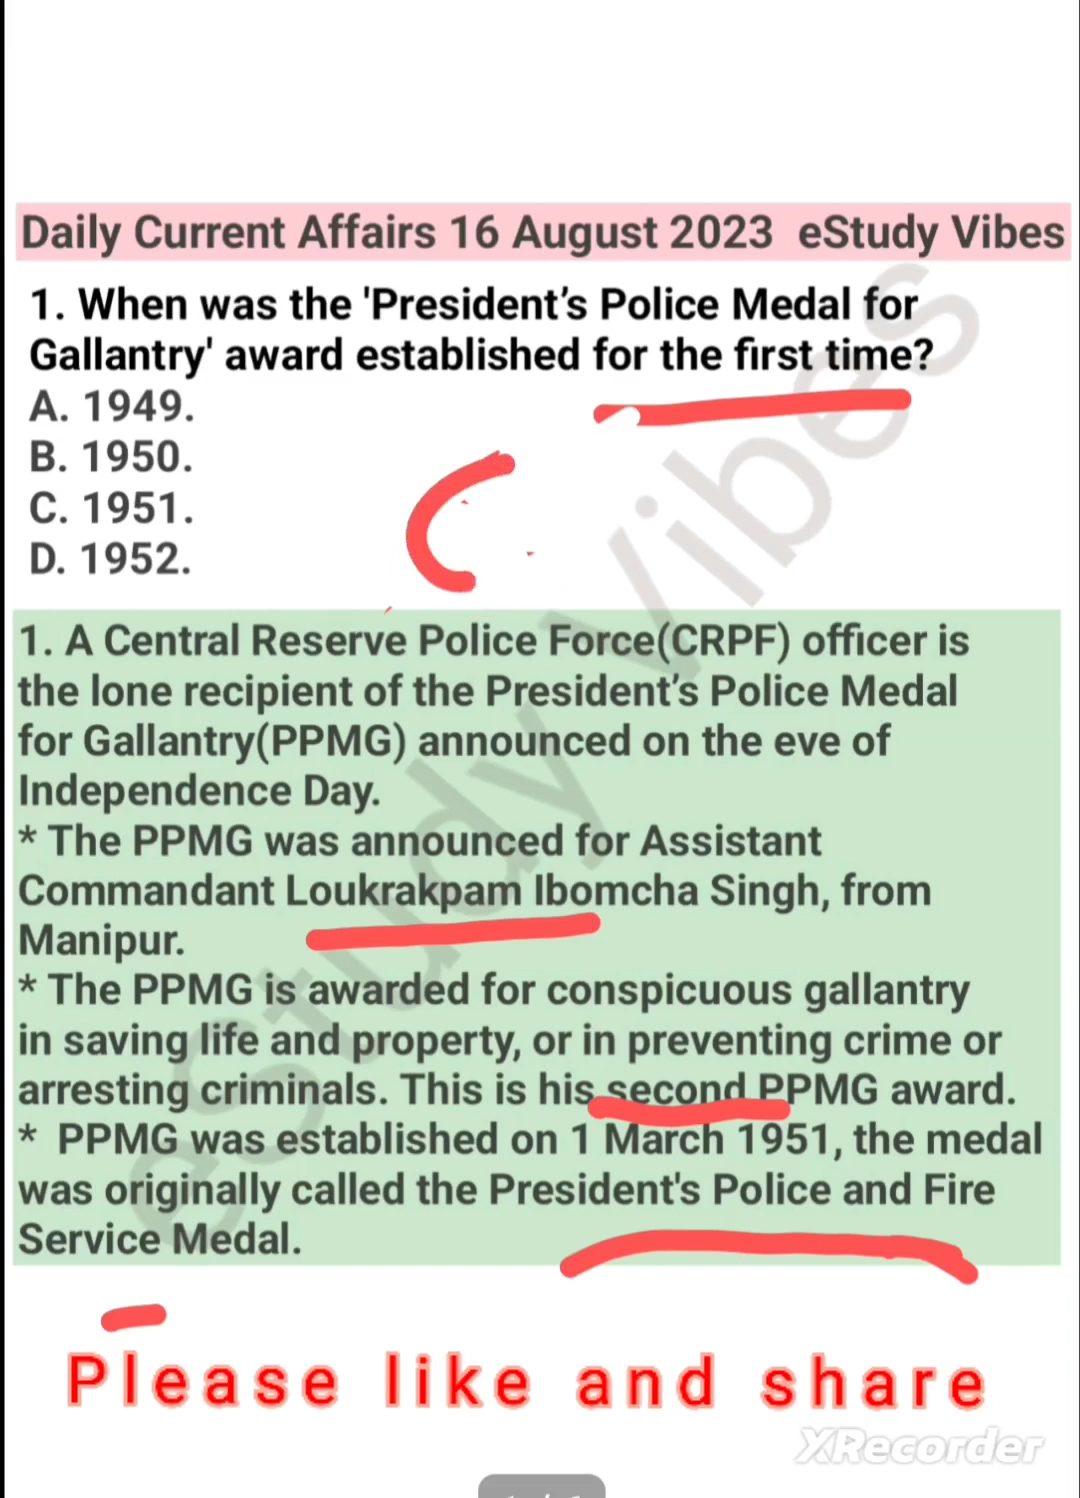 Daily Current Affairs 16 August 2023 eStudy Vibes
1. When was the 'President’s Police Medal for
Gallantry' award established for the first time?
A. 1949.
B. 1950.
C. 1951.
D. 1952.
C
1. A Central Reserve Police Force(CRPF) officer is
the lone recipient of the President’s Police Medal
for Gallantry(PPMG) announced on the eve of
Independence Day.
* The PPMG was announced for Assistant
Commandant Loukrakpam Ibomcha Singh, from
Manipur.
* The PPMG is awarded for conspicuous gallantry
in saving life and property, or in preventing crime or
arresting criminals. This is his second PPMG award.
* PPMG was established on 1 March 1951, the medal
was originally called the President's Police and Fire
Service Medal.
eStudy Vibes
Please like and share
XRecorder